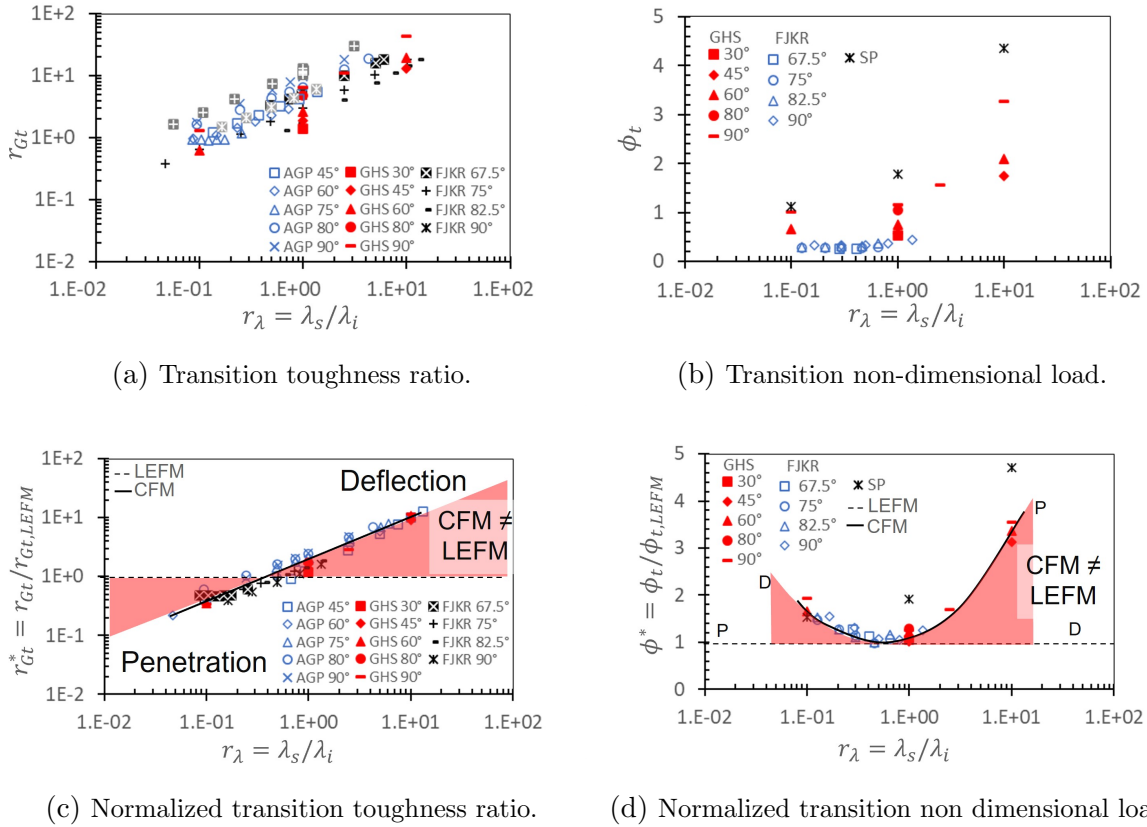 1.E+2
1.E+1
1.E+0
1.E-1
1.E-2
r_Gt
AGP 45° GHS 30° FJKR 67.5°
AGP 60° GHS 45° FJKR 75°
AGP 75° GHS 60° FJKR 82.5°
AGP 80° GHS 80° FJKR 90°
AGP 90° GHS 90°
1.E-02 1.E-01 1.E+00 1.E+01 1.E+02
r_λ = λ_s/λ_i
(a) Transition toughness ratio.
5
4
3
2
1
0
ϕ_t
GHS FJKR
30° 67.5° SP
45° 75°
60° 82.5°
80° 90°
90°
1.E-02 1.E-01 1.E+00 1.E+01 1.E+02
r_λ = λ_s/λ_i
(b) Transition non-dimensional load.
1.E+2
1.E+1
1.E+0
1.E-1
1.E-2
r*_Gt = r_Gt/r_Gt,LEFM
LEFM
CFM
Deflection
CFM ≠
LEFM
Penetration
AGP 45° GHS 30° FJKR 67.5°
AGP 60° GHS 45° FJKR 75°
AGP 75° GHS 60° FJKR 82.5°
AGP 80° GHS 80° FJKR 90°
AGP 90° GHS 90°
1.E-02 1.E-01 1.E+00 1.E+01 1.E+02
r_λ = λ_s/λ_i
(c) Normalized transition toughness ratio.
5
4
3
2
1
0
ϕ* = ϕ_t/ϕ_t,LEFM
GHS FJKR
30° 67.5° SP
45° 75° LEFM
60° 82.5° CFM
80° 90°
90°
P
CFM ≠
LEFM
D
P D
1.E-02 1.E-01 1.E+00 1.E+01 1.E+02
r_λ = λ_s/λ_i
(d) Normalized transition non dimensional loa